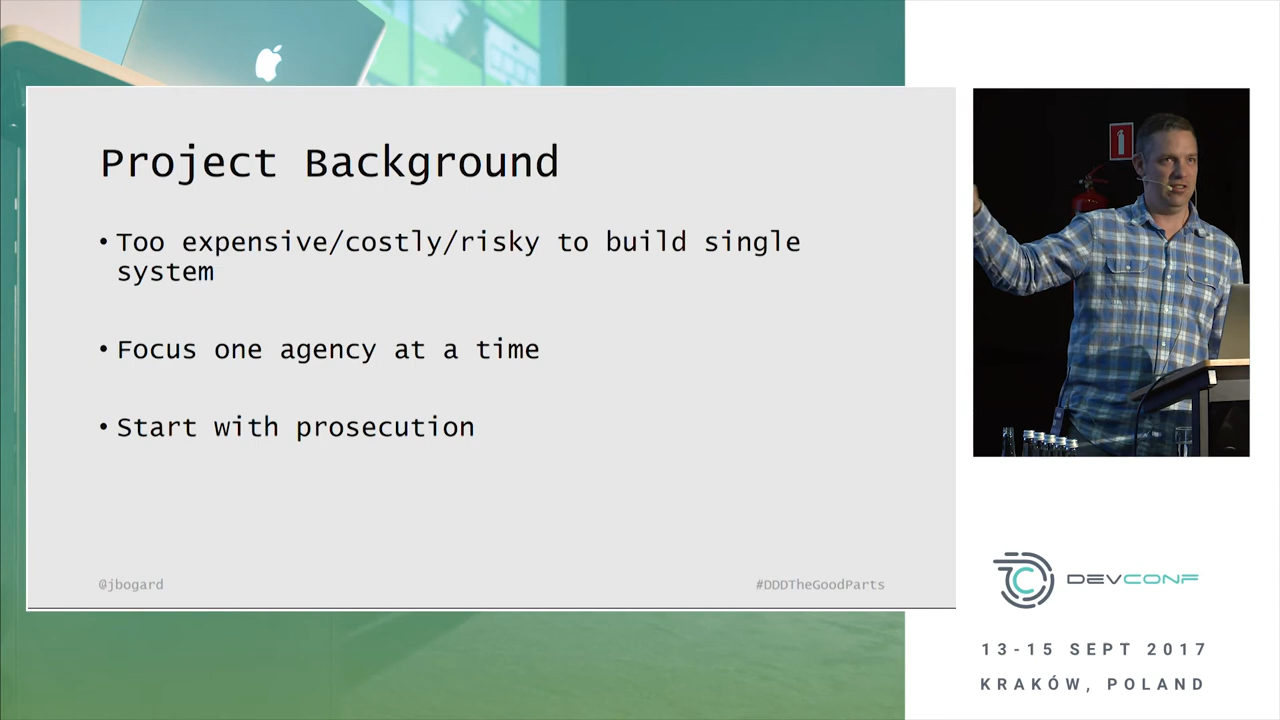 Project Background
• Too expensive/costly/risky to build single
system
• Focus one agency at a time
• Start with prosecution
@jbogard
#DDDTheGoodParts
DEVCONF
13-15 SEPT 2017
KRAKÓW, POLAND